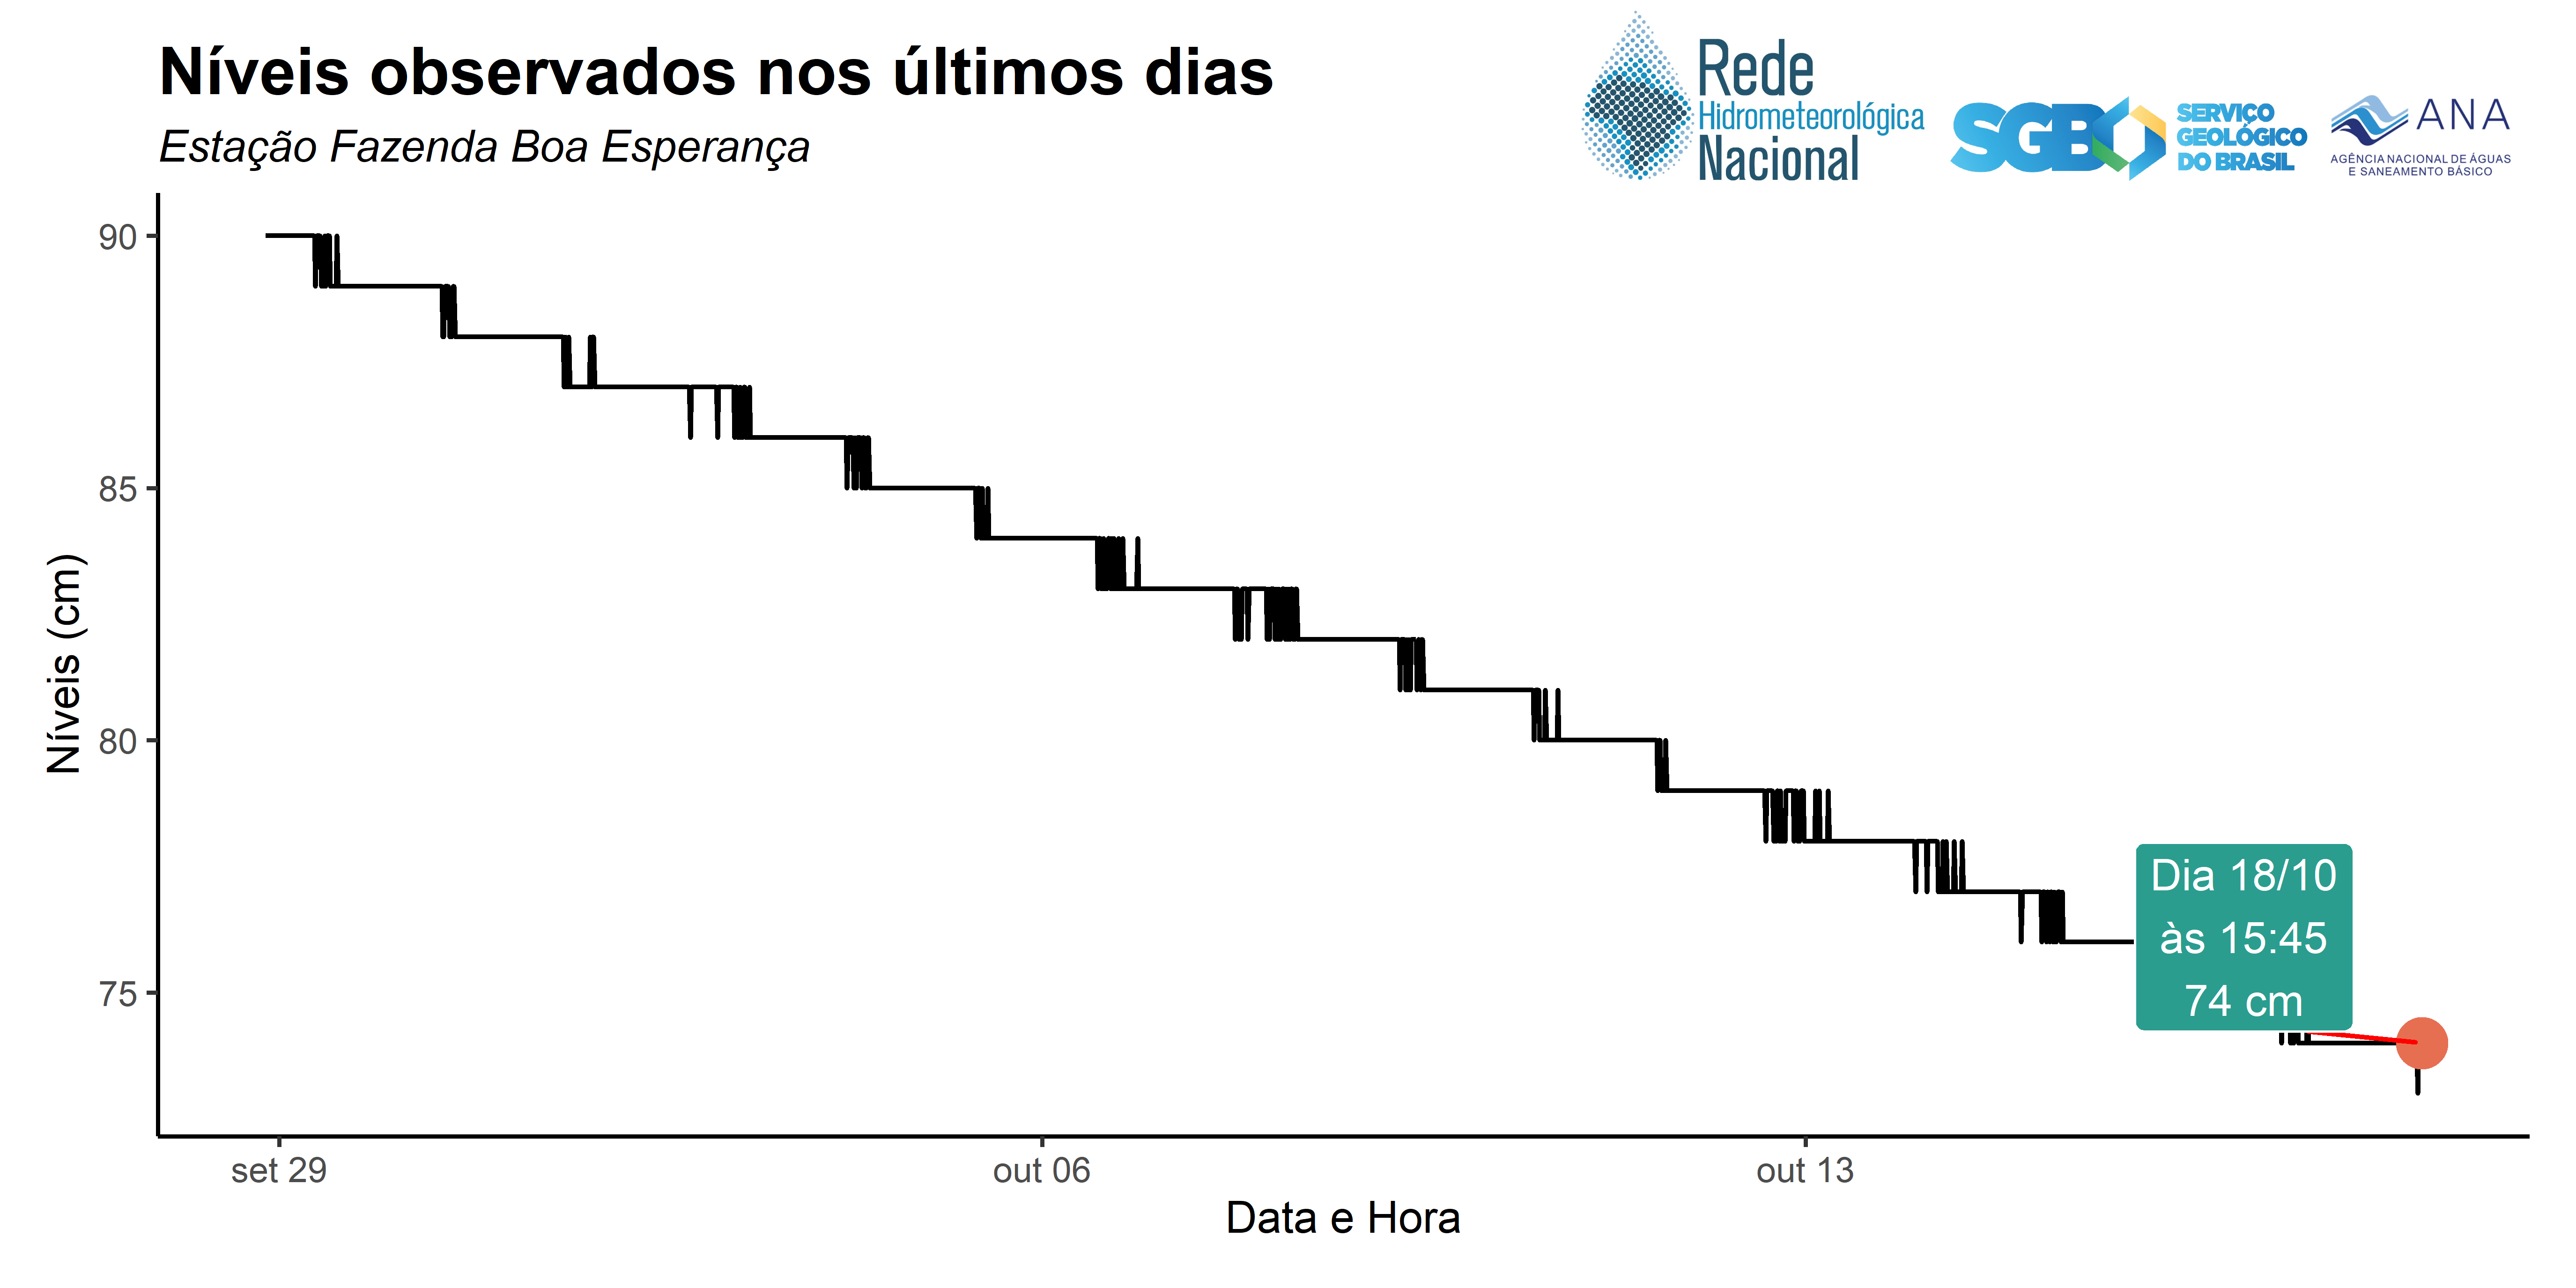 Níveis observados nos últimos dias
Estação Fazenda Boa Esperança
Rede
Hidrometeorológica
Nacional
SGB
SERVIÇO
GEOLÓGICO
DO BRASIL
ANA
AGÊNCIA NACIONAL DE ÁGUAS
E SANEAMENTO BÁSICO
Níveis (cm)
90
85
80
75
Dia 18/10
às 15:45
74 cm
set 29
out 06
out 13
Data e Hora